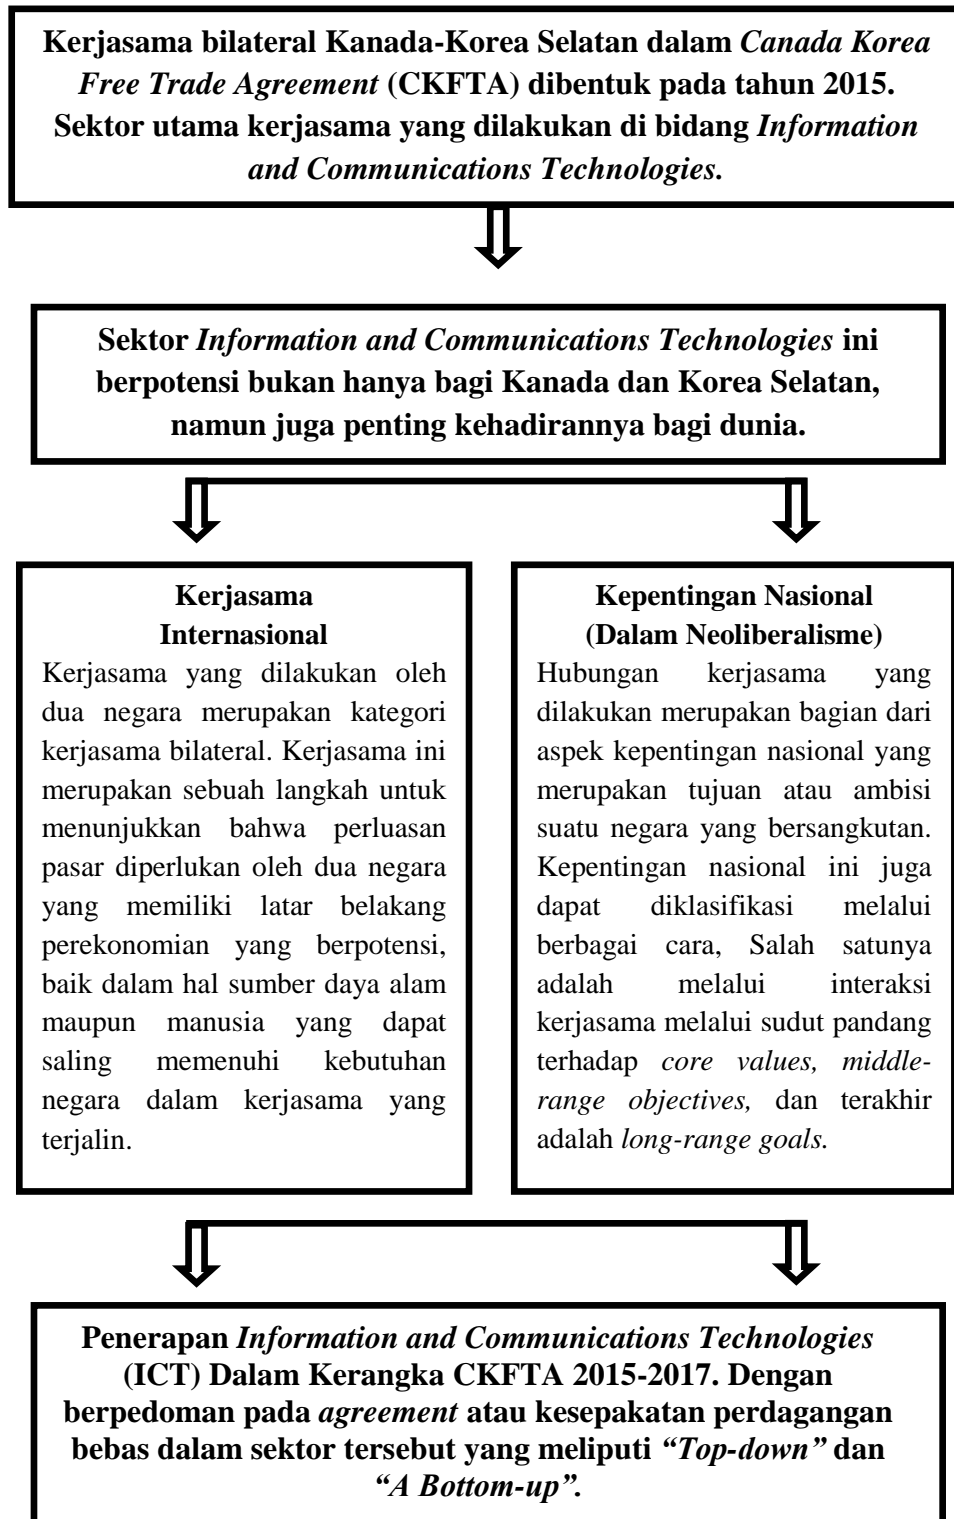 Kerjasama bilateral Kanada-Korea Selatan dalam Canada Korea
Free Trade Agreement (CKFTA) dibentuk pada tahun 2015.
Sektor utama kerjasama yang dilakukan di bidang Information
and Communications Technologies.
Sektor Information and Communications Technologies ini
berpotensi bukan hanya bagi Kanada dan Korea Selatan,
namun juga penting kehadirannya bagi dunia.
Kerjasama
Internasional
Kerjasama yang dilakukan oleh
dua negara merupakan kategori
kerjasama bilateral. Kerjasama ini
merupakan sebuah langkah untuk
menunjukkan bahwa perluasan
pasar diperlukan oleh dua negara
yang memiliki latar belakang
perekonomian yang berpotensi,
baik dalam hal sumber daya alam
maupun manusia yang dapat
saling memenuhi kebutuhan
negara dalam kerjasama yang
terjalin.
Kepentingan Nasional
(Dalam Neoliberalisme)
Hubungan kerjasama yang
dilakukan merupakan bagian dari
aspek kepentingan nasional yang
merupakan tujuan atau ambisi
suatu negara yang bersangkutan.
Kepentingan nasional ini juga
dapat diklasifikasi melalui
berbagai cara, Salah satunya
adalah melalui interaksi
kerjasama melalui sudut pandang
terhadap core values, middle-
range objectives, dan terakhir
adalah long-range goals.
Penerapan Information and Communications Technologies
(ICT) Dalam Kerangka CKFTA 2015-2017. Dengan
berpedoman pada agreement atau kesepakatan perdagangan
bebas dalam sektor tersebut yang meliputi “Top-down” dan
“A Bottom-up”.